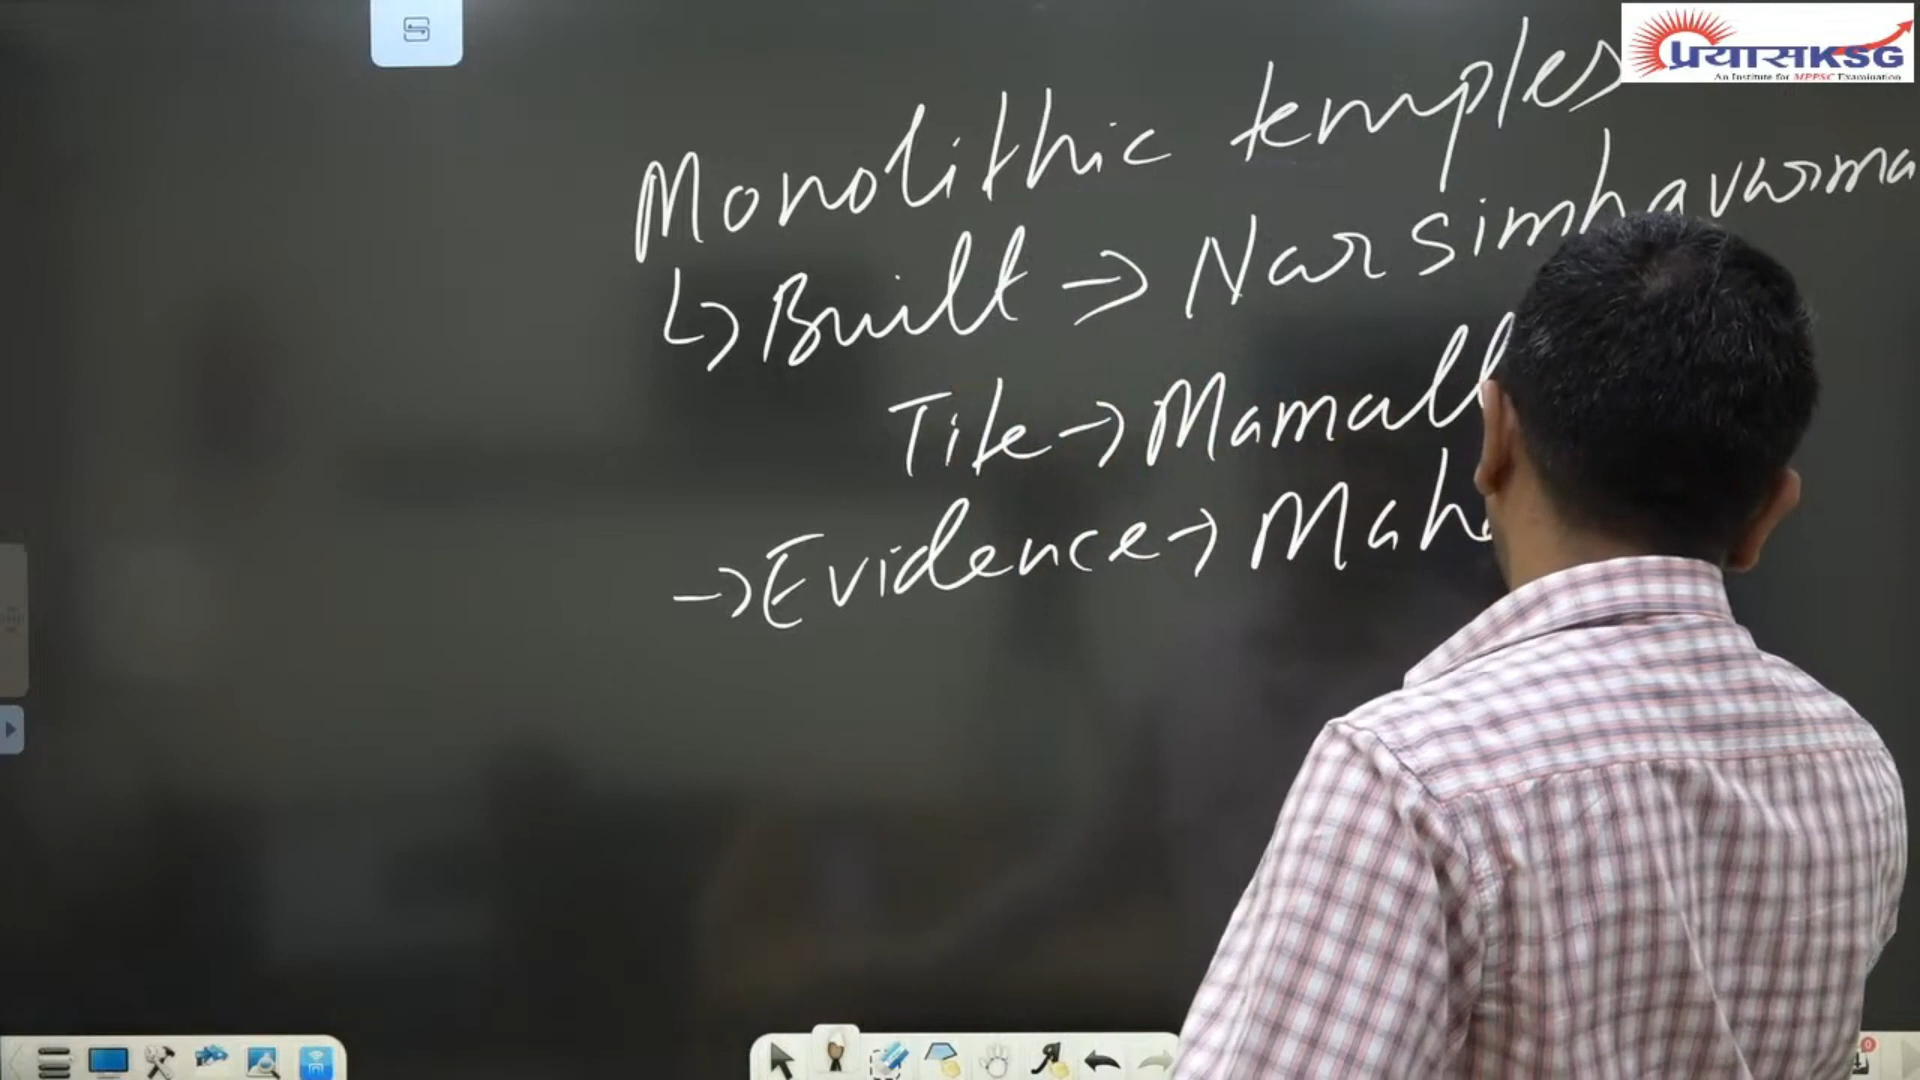 प्रयासKSG
An Institute for MPPSC Examination
Monolithic temples
↳ Built → Narsimhavarma
Title → Mamall
→ Evidence → Mah